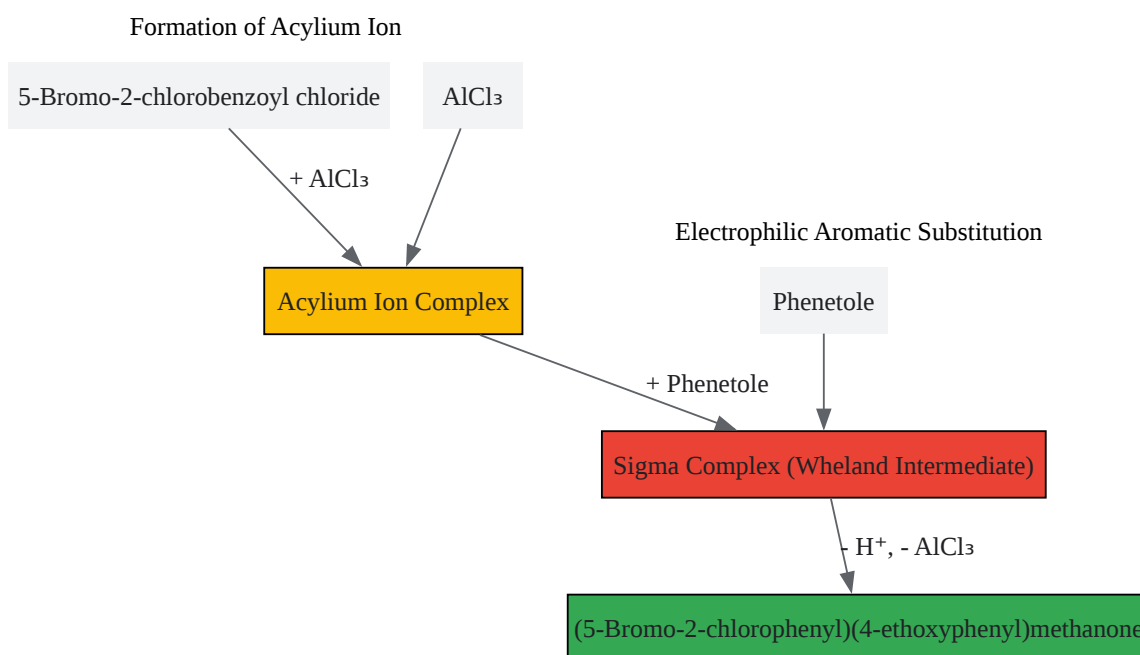 Formation of Acylium Ion
5-Bromo-2-chlorobenzoyl chloride
AlCl₃
+ AlCl₃
Electrophilic Aromatic Substitution
Phenetole
Acylium Ion Complex
+ Phenetole
Sigma Complex (Wheland Intermediate)
- H⁺, - AlCl₃
(5-Bromo-2-chlorophenyl)(4-ethoxyphenyl)methanone